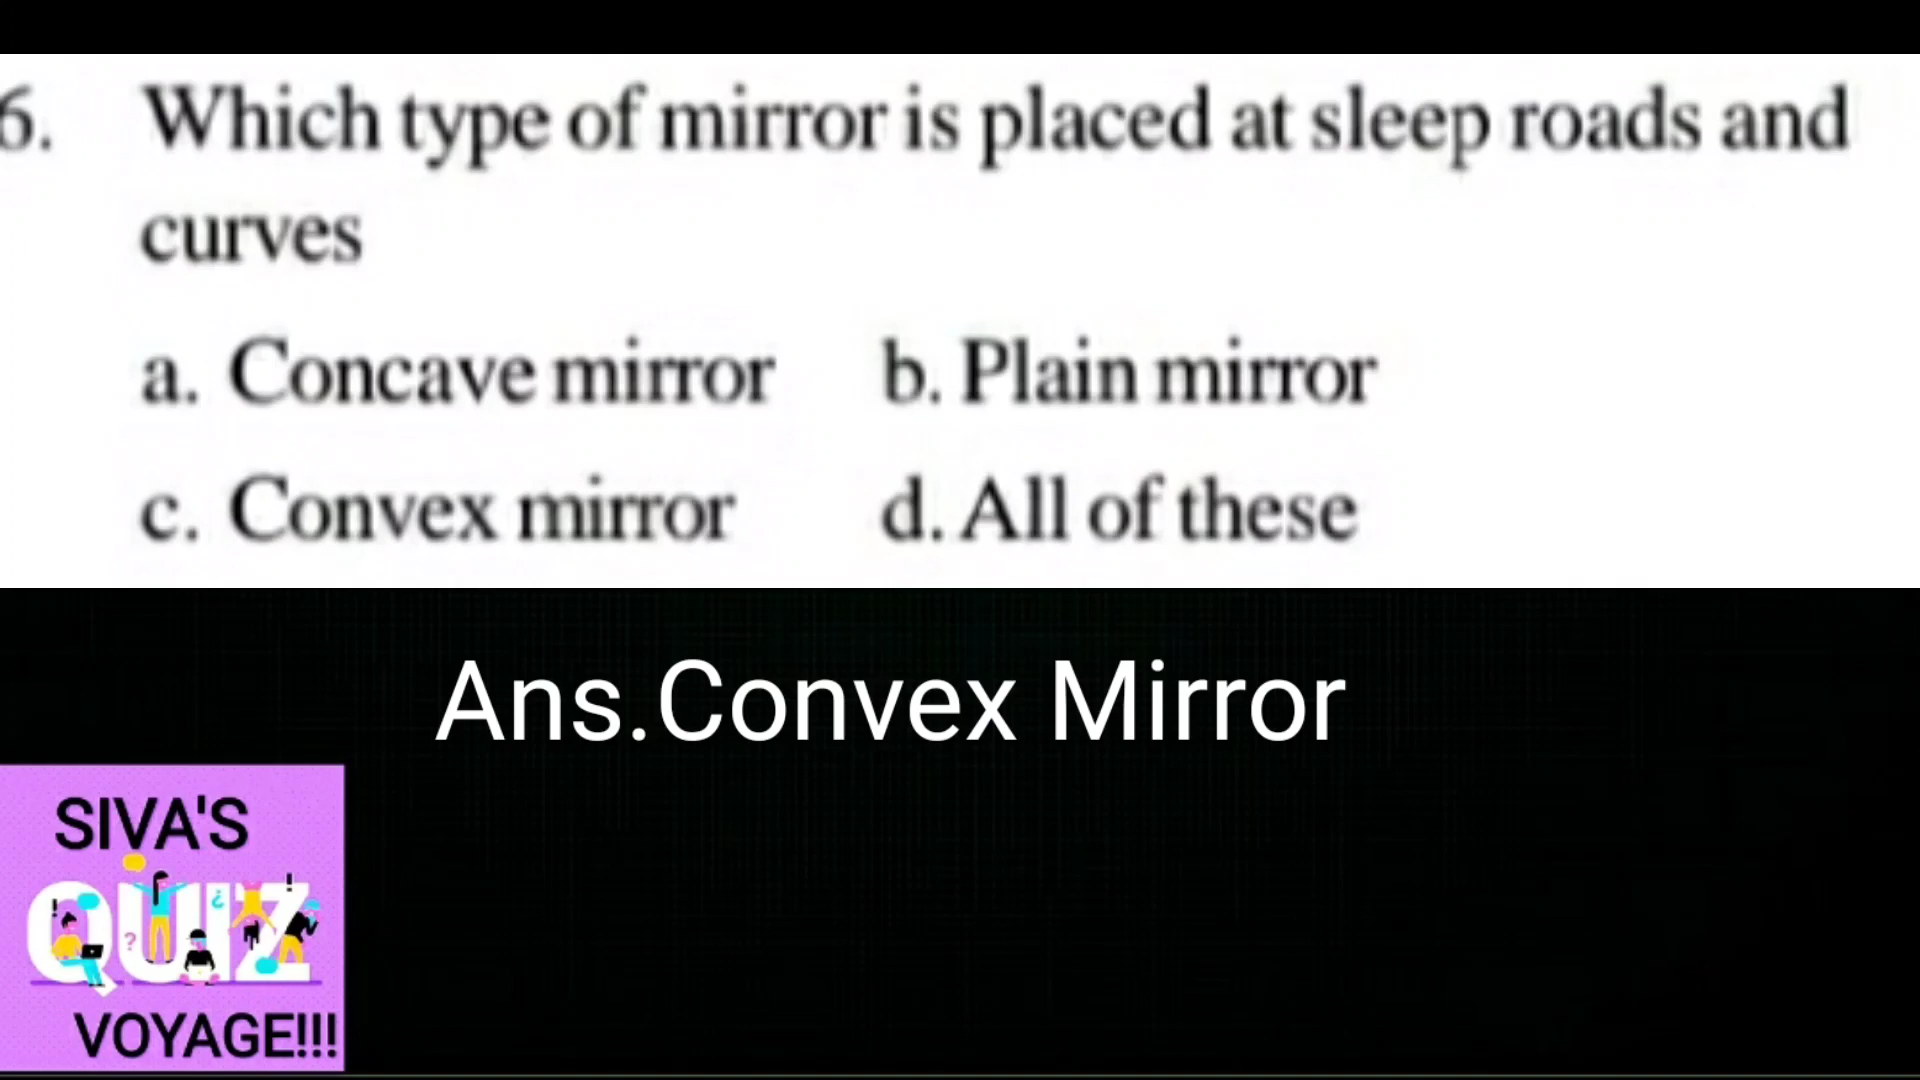 6. Which type of mirror is placed at sleep roads and
curves
a. Concave mirror b. Plain mirror
c. Convex mirror d. All of these
Ans.Convex Mirror
SIVA'S
QUIZ
VOYAGE!!!